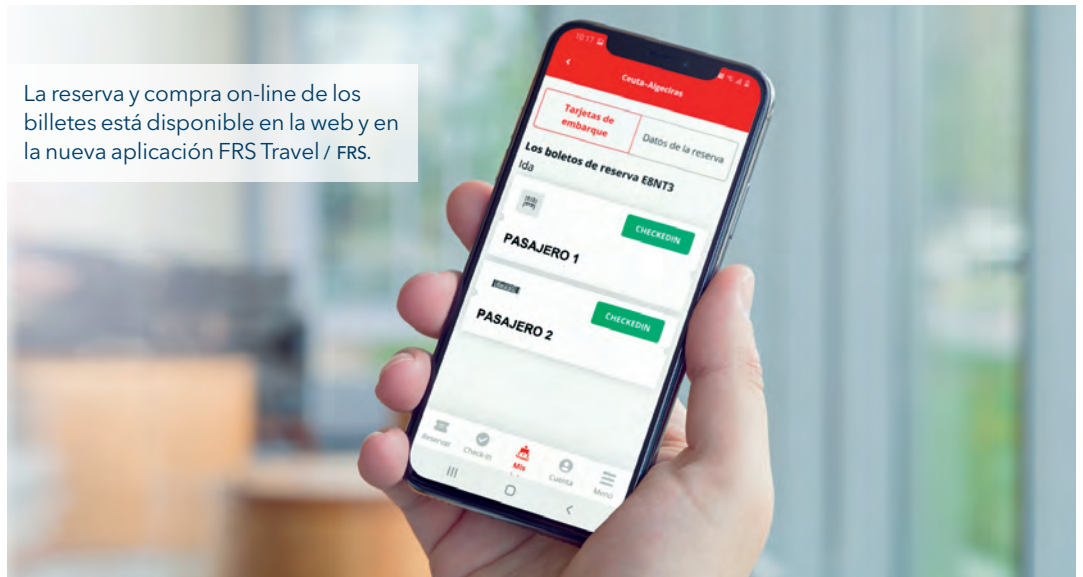 La reserva y compra on-line de los
billetes está disponible en la web y en
la nueva aplicación FRS Travel / FRS.
10:17
Ceuta-Algeciras
Tarjetas de
embarque
Datos de la reserva
Los boletos de reserva E8NT3
Ida
CHECKEDIN
PASAJERO 1
CHECKEDIN
PASAJERO 2
Reservar
Check-in
Mis
Cuenta
Menú